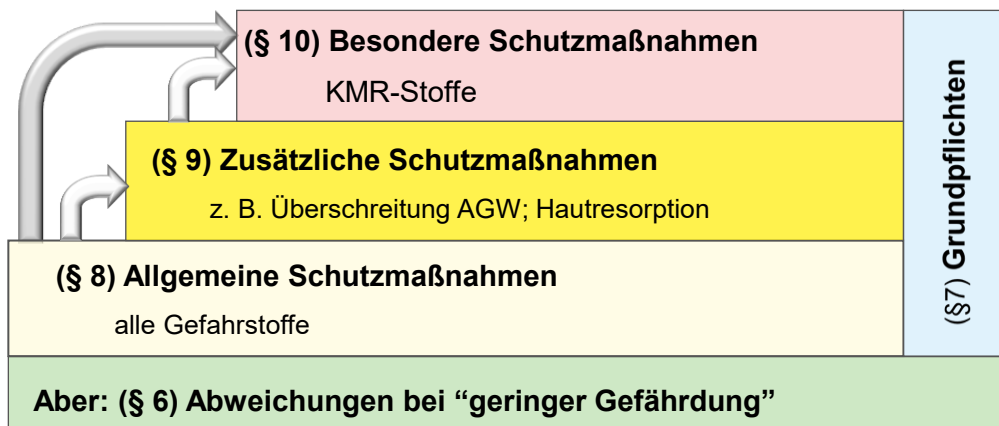 (§ 10) Besondere Schutzmaßnahmen
KMR-Stoffe
(§ 9) Zusätzliche Schutzmaßnahmen
z. B. Überschreitung AGW; Hautresorption
(§ 8) Allgemeine Schutzmaßnahmen
alle Gefahrstoffe
(§7) Grundpflichten
Aber: (§ 6) Abweichungen bei “geringer Gefährdung”